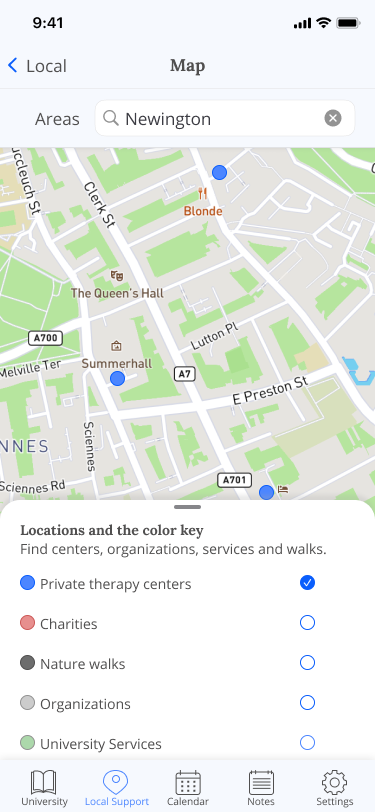 9:41
Local
Map
Areas
Newington
ccleuch St
Clerk St
Blonde
The Queen's Hall
A700
Lutton Pl
Melville Ter
Summerhall
A7
E Preston St
NNES
Sciennes
Sciennes Rd
A701
Locations and the color key
Find centers, organizations, services and walks.
Private therapy centers
Charities
Nature walks
Organizations
University Services
University
Local Support
Calendar
Notes
Settings